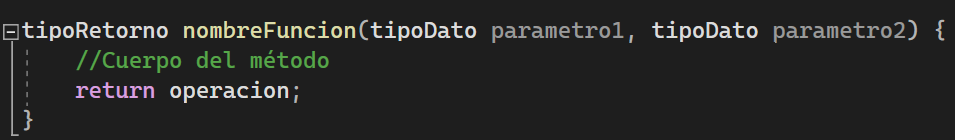 tipoRetorno nombreFuncion(tipoDato parametro1, tipoDato parametro2) {
//Cuerpo del método
return operacion;
}